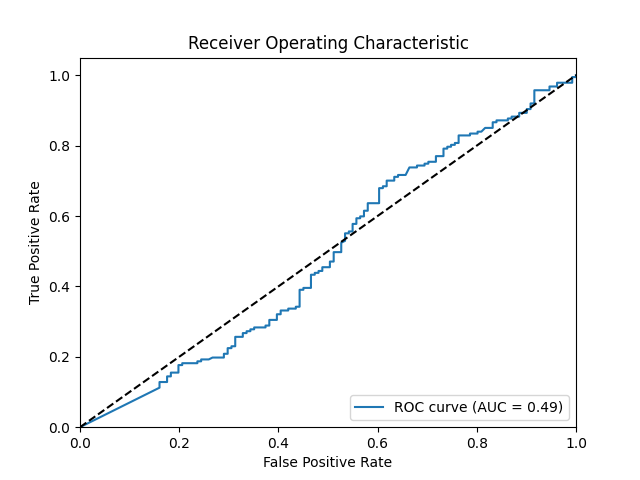 Receiver Operating Characteristic
True Positive Rate
1.0
0.8
0.6
0.4
0.2
0.0
ROC curve (AUC = 0.49)
0.0 0.2 0.4 0.6 0.8 1.0
False Positive Rate